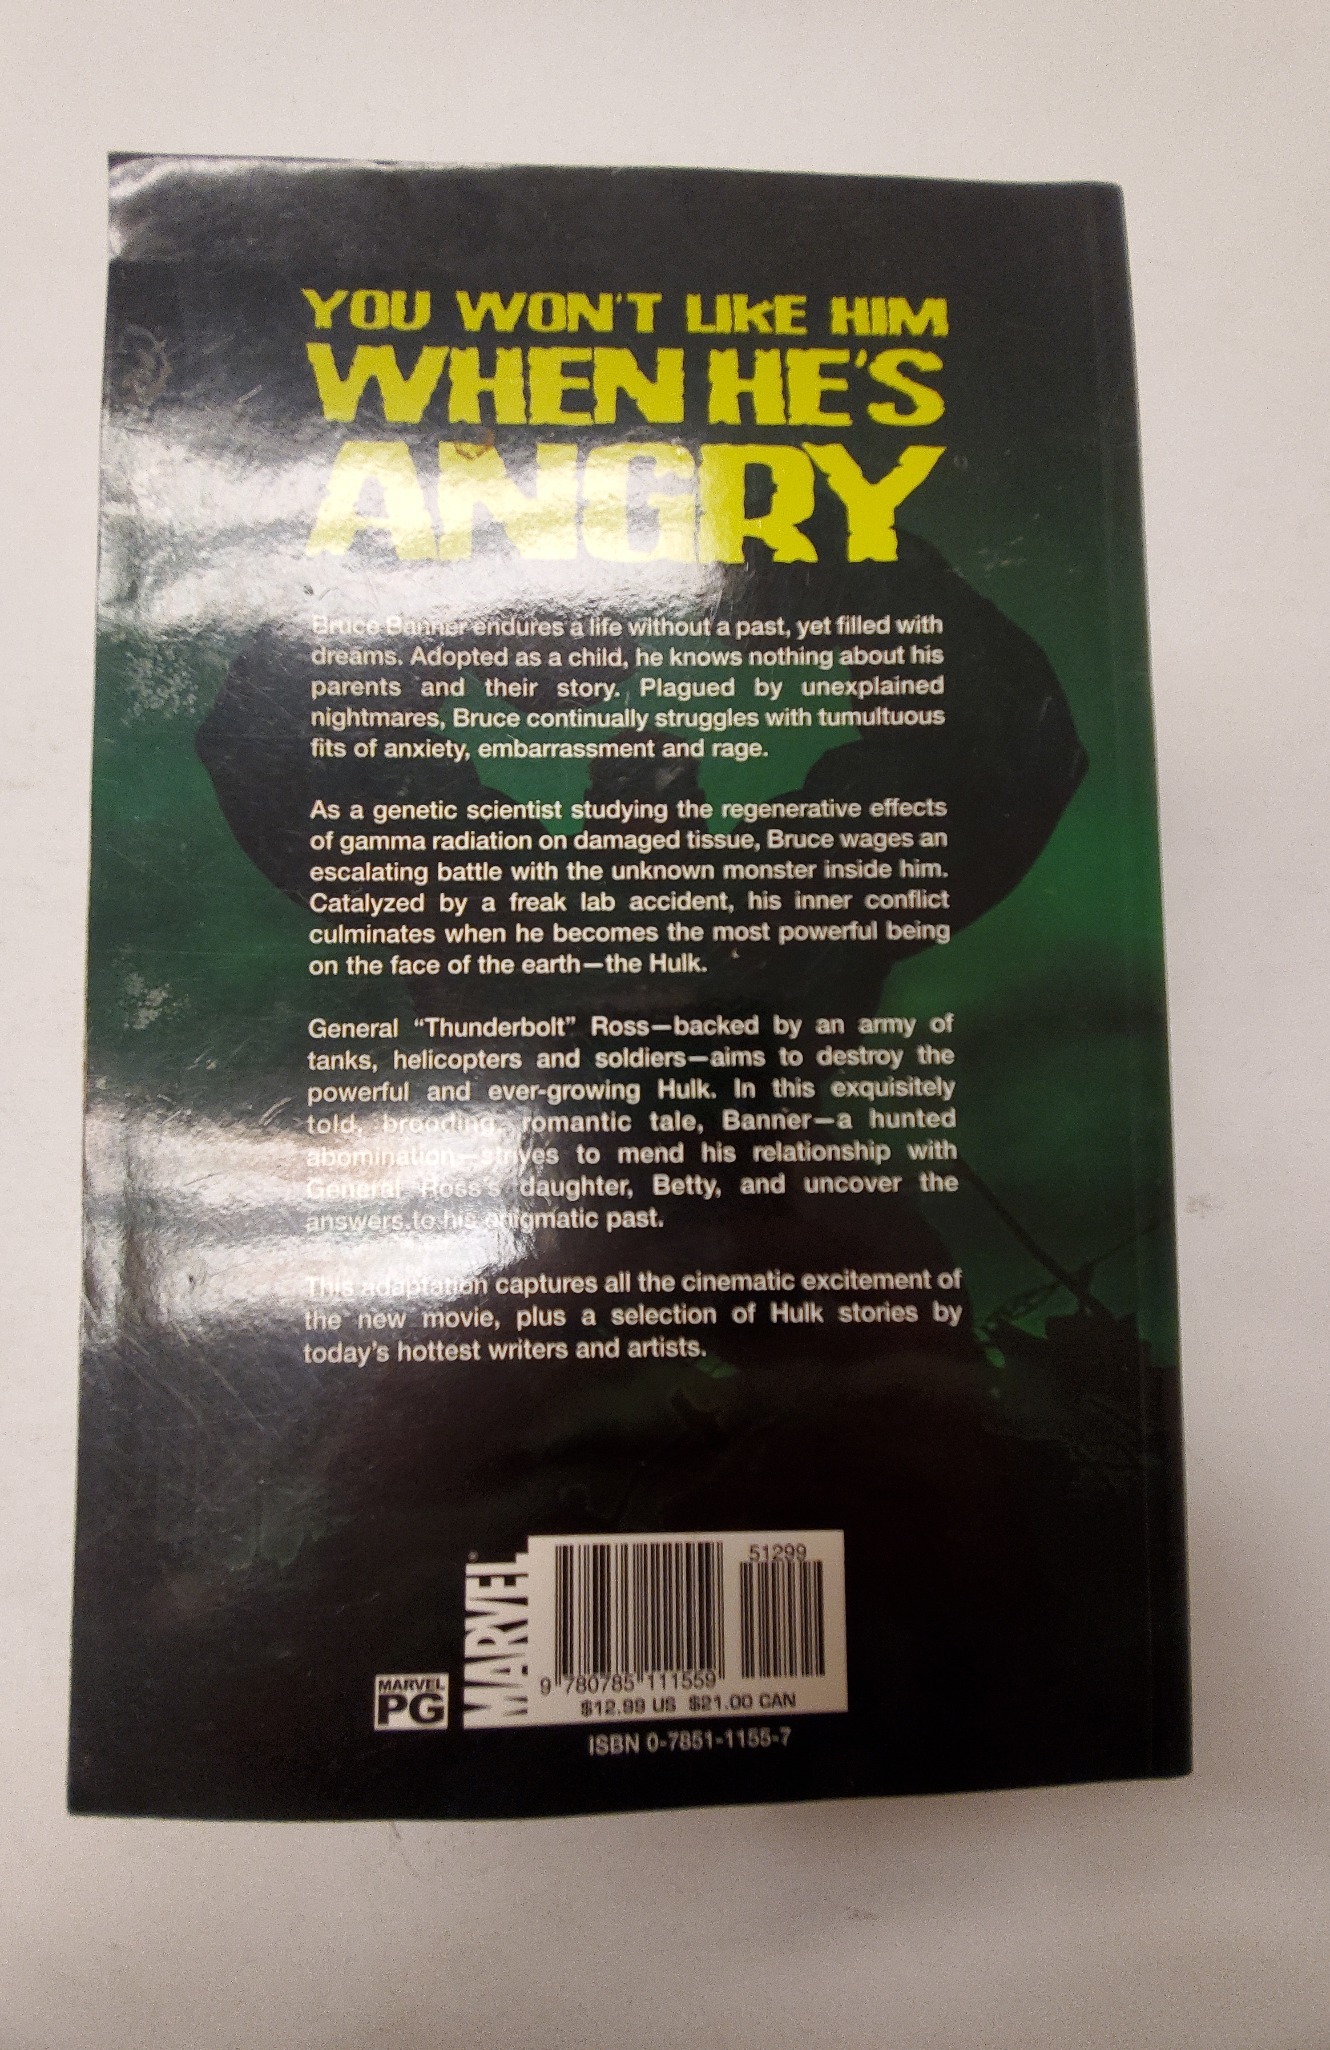 YOU WON'T LIKE HIM
WHEN HE'S
ANGRY
Bruce Banner endures a life without a past, yet filled with
dreams. Adopted as a child, he knows nothing about his
parents and their story. Plagued by unexplained
nightmares, Bruce continually struggles with tumultuous
fits of anxiety, embarrassment and rage.
As a genetic scientist studying the regenerative effects
of gamma radiation on damaged tissue, Bruce wages an
escalating battle with the unknown monster inside him.
Catalyzed by a freak lab accident, his inner conflict
culminates when he becomes the most powerful being
on the face of the earth—the Hulk.
General “Thunderbolt” Ross—backed by an army of
tanks, helicopters and soldiers—aims to destroy the
powerful and ever-growing Hulk. In this exquisitely
told, brooding, romantic tale, Banner—a hunted
abomination—strives to mend his relationship with
General Ross's daughter, Betty, and uncover the
answers to his enigmatic past.
This adaptation captures all the cinematic excitement of
the new movie, plus a selection of Hulk stories by
today's hottest writers and artists.
MARVEL
PG
MARVEL
51299
9 780785 111559
$12.99 US $21.00 CAN
ISBN 0-7851-1155-7